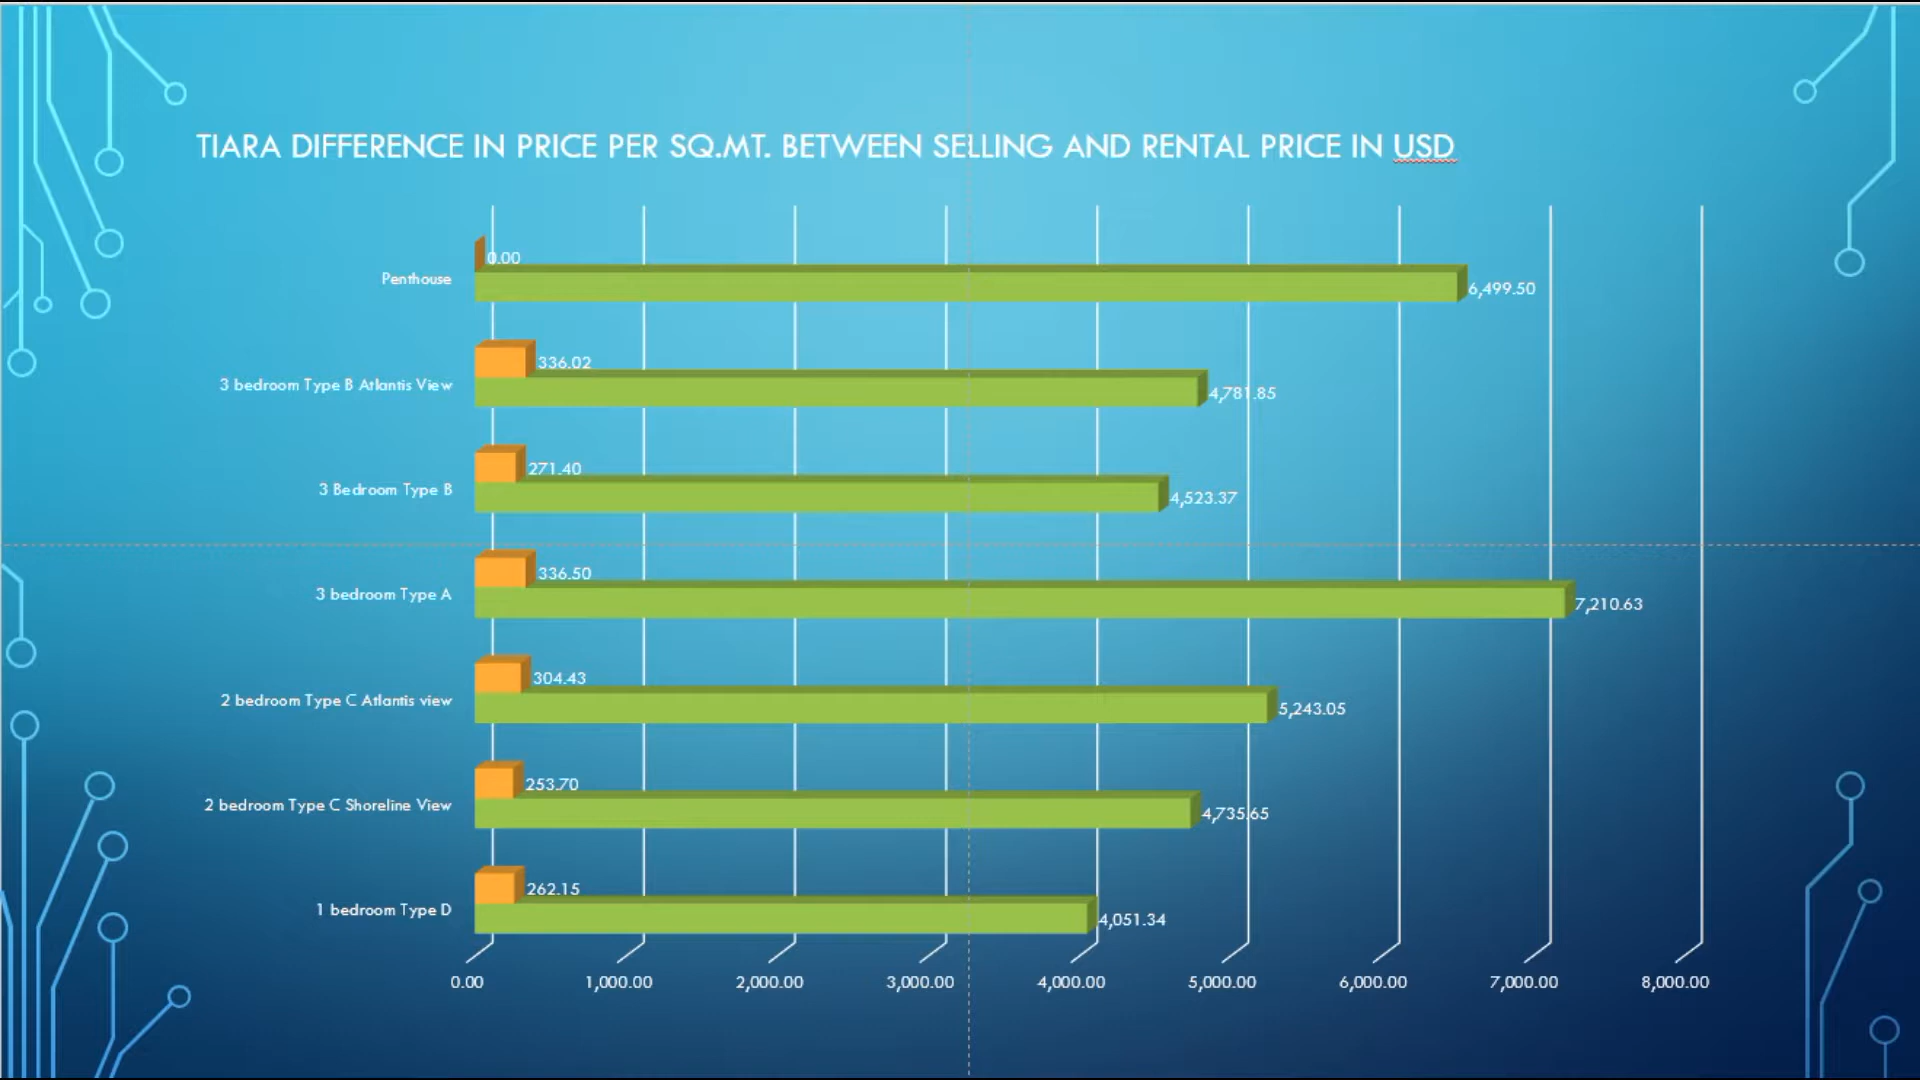 TIARA DIFFERENCE IN PRICE PER SQ.MT. BETWEEN SELLING AND RENTAL PRICE IN USD
0.00
Penthouse
6,499.50
336.02
3 bedroom Type B Atlantis View
4,781.85
271.40
3 Bedroom Type B
4,523.37
336.50
3 bedroom Type A
7,210.63
304.43
2 bedroom Type C Atlantis view
5,243.05
253.70
2 bedroom Type C Shoreline View
4,735.65
262.15
1 bedroom Type D
4,051.34
0.00 1,000.00 2,000.00 3,000.00 4,000.00 5,000.00 6,000.00 7,000.00 8,000.00